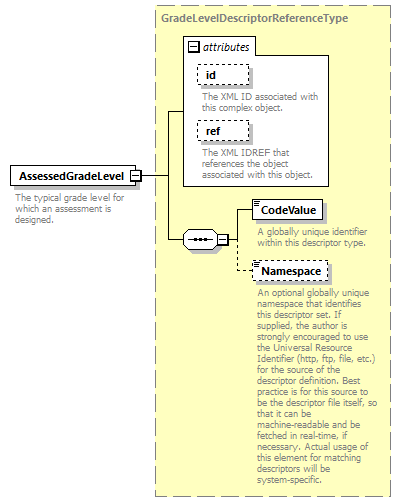 GradeLevelDescriptorReferenceType
attributes
id
The XML ID associated with
this complex object.
ref
The XML IDREF that
references the object
associated with this object.
AssessedGradeLevel
The typical grade level for
which an assessment is
designed.
CodeValue
A globally unique identifier
within this descriptor type.
Namespace
An optional globally unique
namespace that identifies
this descriptor set. If
supplied, the author is
strongly encouraged to use
the Universal Resource
Identifier (http, ftp, file, etc.)
for the source of the
descriptor definition. Best
practice is for this source to
be the descriptor file itself, so
that it can be
machine-readable and be
fetched in real-time, if
necessary. Actual usage of
this element for matching
descriptors will be
system-specific.